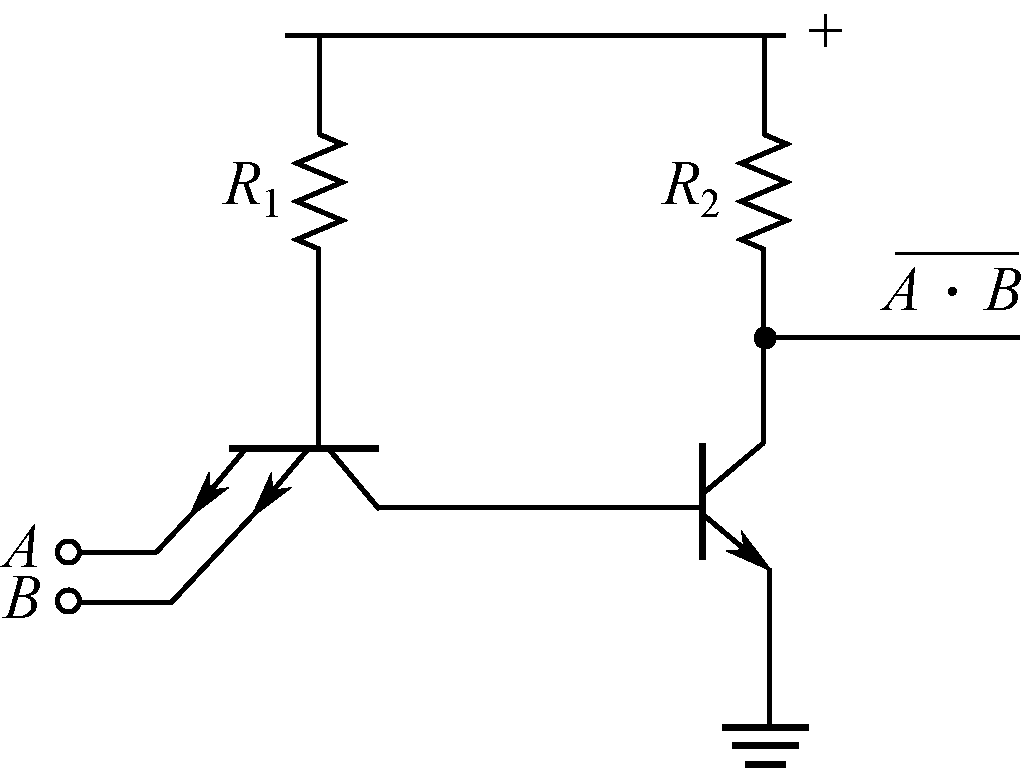 +
R₁
R₂
A̅ ̅·̅ ̅B̅
A
B